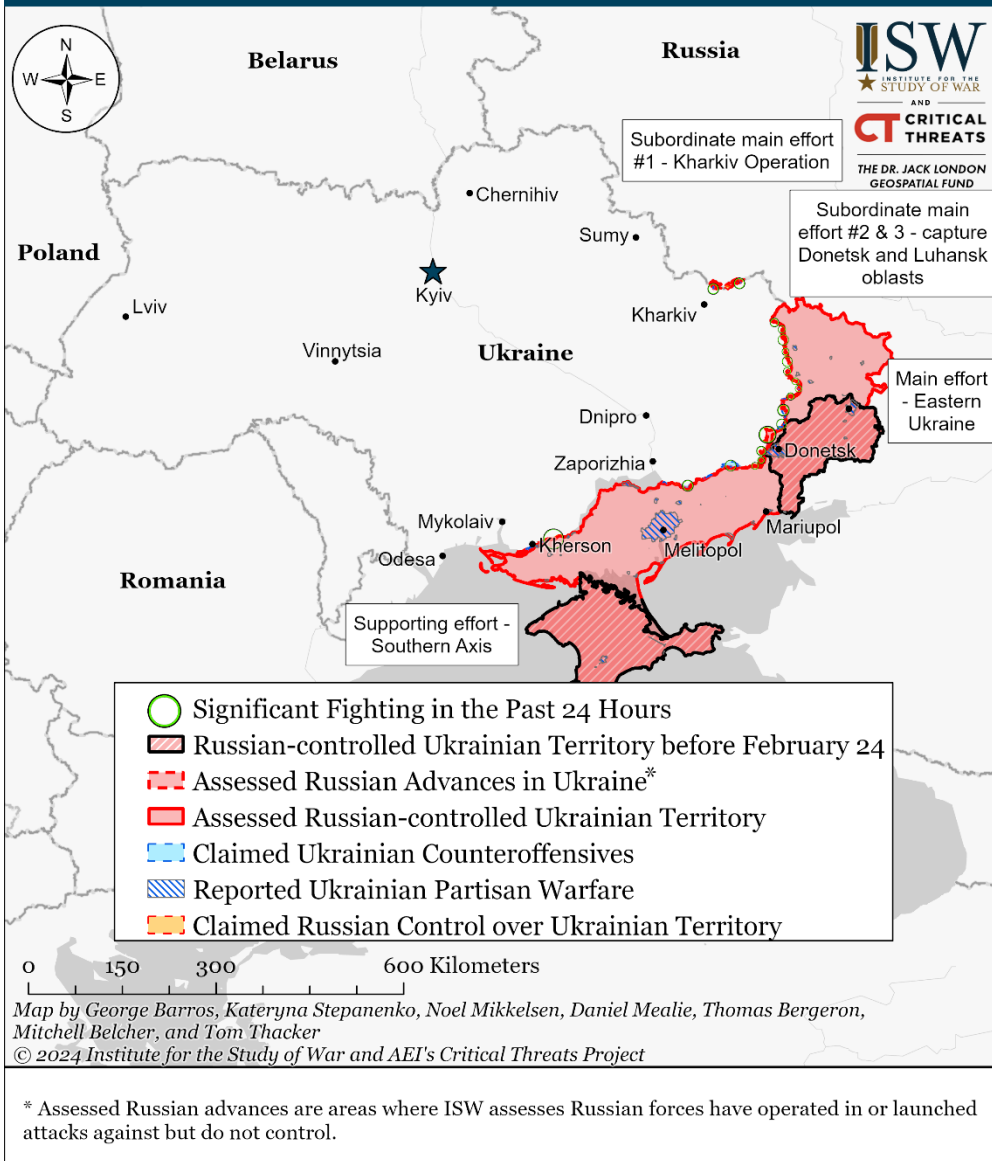 N
W
E
S
Belarus
Russia
ISW
INSTITUTE FOR THE
STUDY OF WAR
AND
CT CRITICAL
THREATS
THE DR. JACK LONDON
GEOSPATIAL FUND
Subordinate main effort
#1 - Kharkiv Operation
Subordinate main
effort #2 & 3 - capture
Donetsk and Luhansk
oblasts
Chernihiv
Sumy
Poland
Kyiv
Lviv
Kharkiv
Vinnytsia
Ukraine
Main effort
- Eastern
Ukraine
Dnipro
Donetsk
Zaporizhia
Mykolaiv
Mariupol
Kherson
Melitopol
Odesa
Romania
Supporting effort -
Southern Axis
Significant Fighting in the Past 24 Hours
Russian-controlled Ukrainian Territory before February 24
Assessed Russian Advances in Ukraine*
Assessed Russian-controlled Ukrainian Territory
Claimed Ukrainian Counteroffensives
Reported Ukrainian Partisan Warfare
Claimed Russian Control over Ukrainian Territory
0 150 300 600 Kilometers
Map by George Barros, Kateryna Stepanenko, Noel Mikkelsen, Daniel Mealie, Thomas Bergeron,
Mitchell Belcher, and Tom Thacker
© 2024 Institute for the Study of War and AEI's Critical Threats Project
* Assessed Russian advances are areas where ISW assesses Russian forces have operated in or launched
attacks against but do not control.